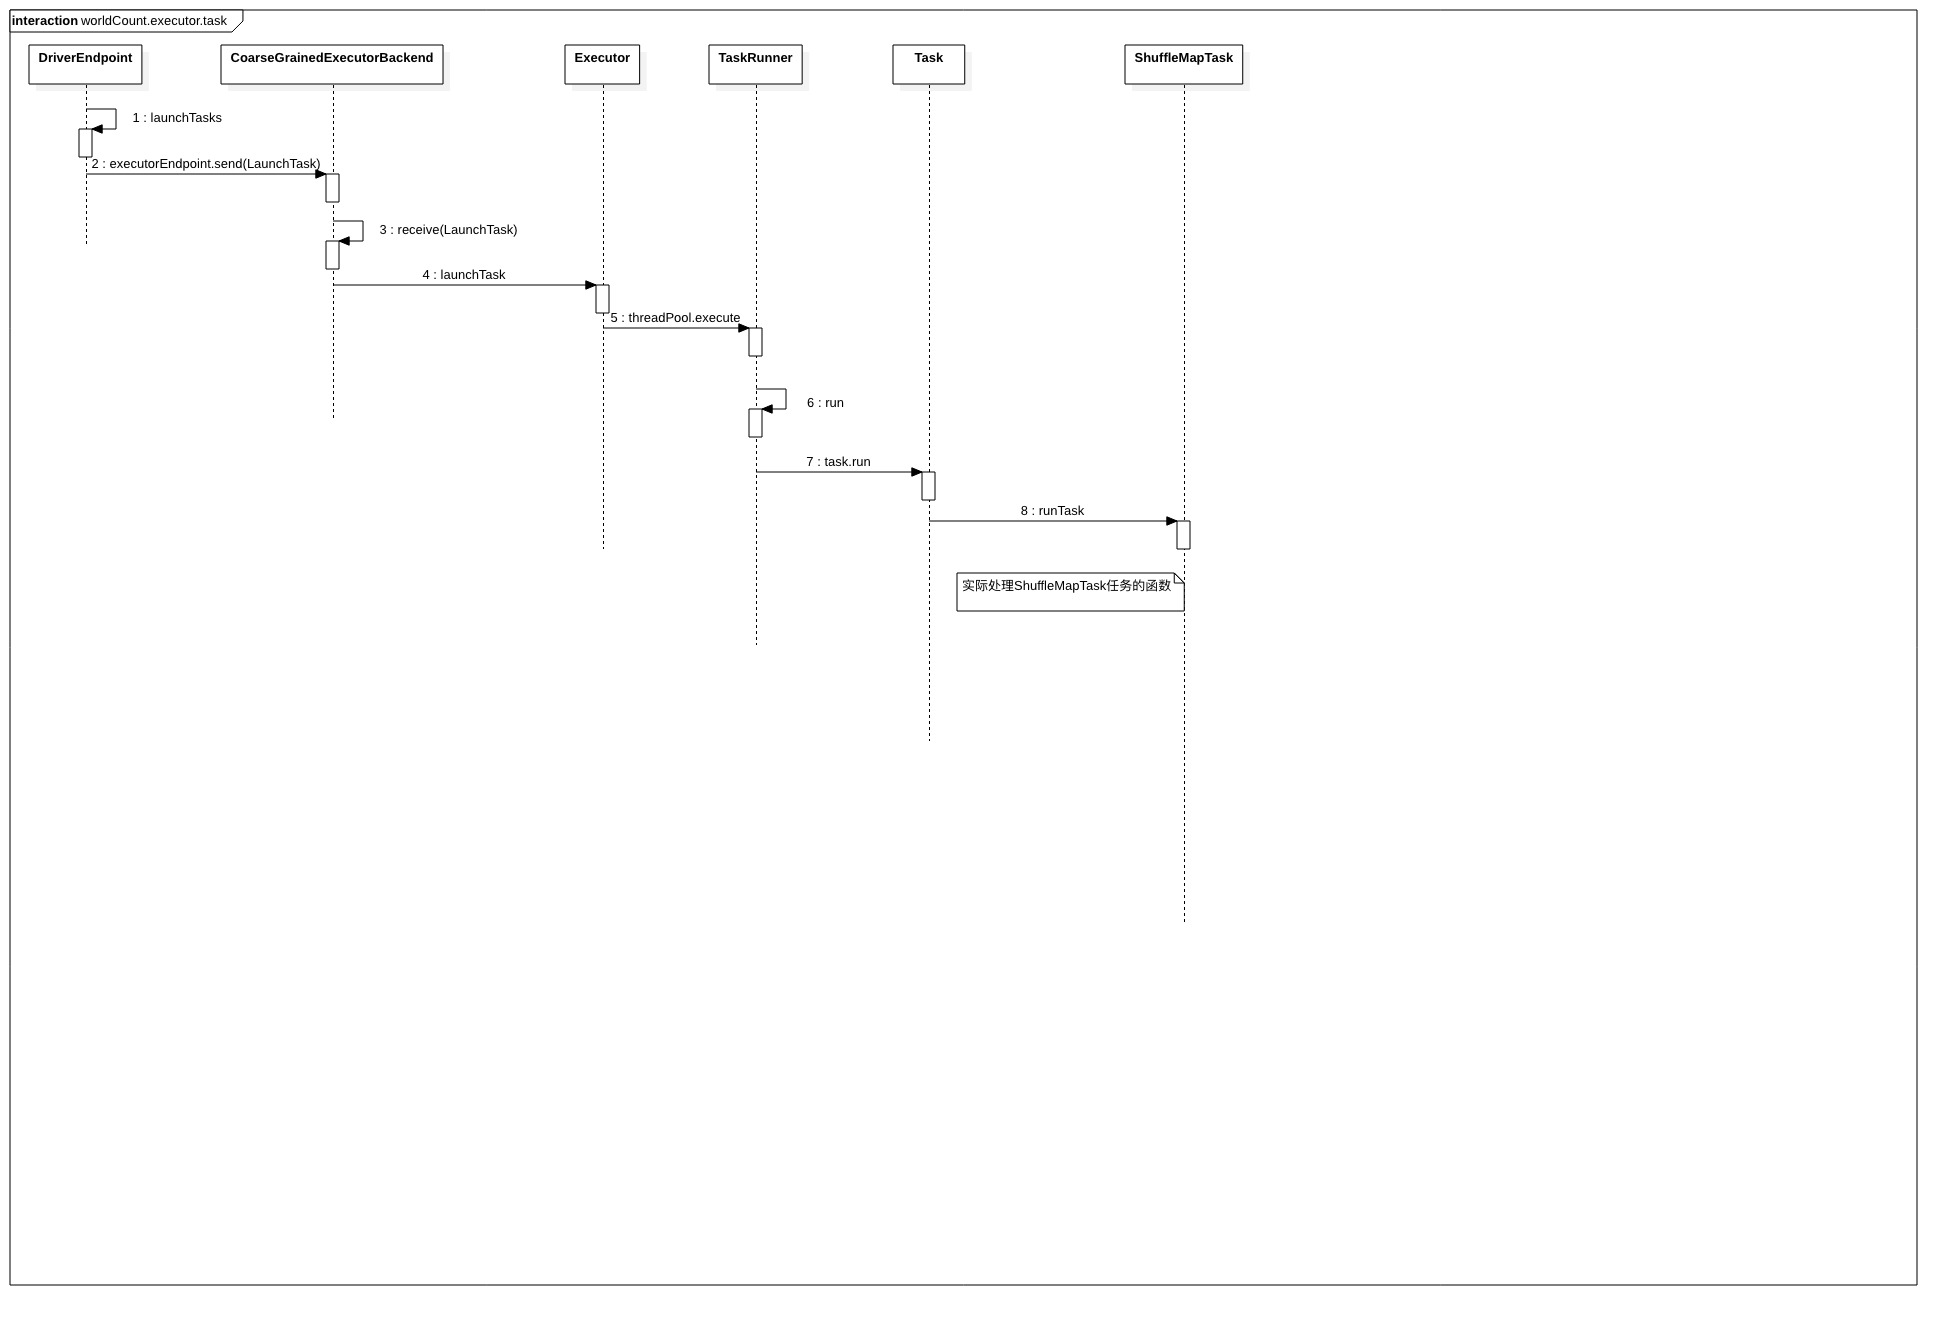 interaction worldCount.executor.task
DriverEndpoint
CoarseGrainedExecutorBackend
Executor
TaskRunner
Task
ShuffleMapTask
1 : launchTasks
2 : executorEndpoint.send(LaunchTask)
3 : receive(LaunchTask)
4 : launchTask
5 : threadPool.execute
6 : run
7 : task.run
8 : runTask
实际处理ShuffleMapTask任务的函数